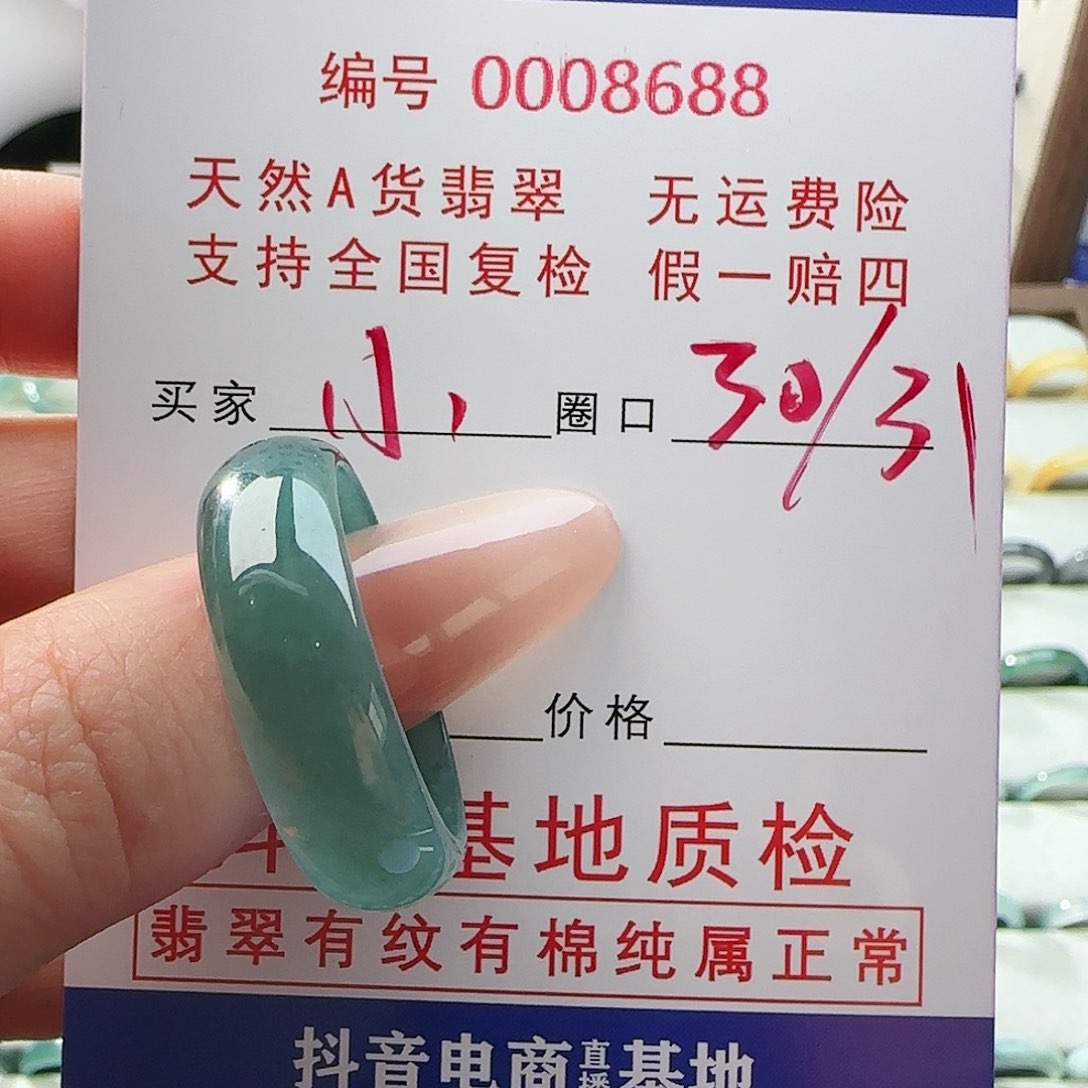 编号 0008688
天然A货翡翠 无运费险
支持全国复检 假一赔四
买家 小 圈口 30/31
价格
基地质检
翡翠有纹有棉纯属正常
抖音电商直播基地